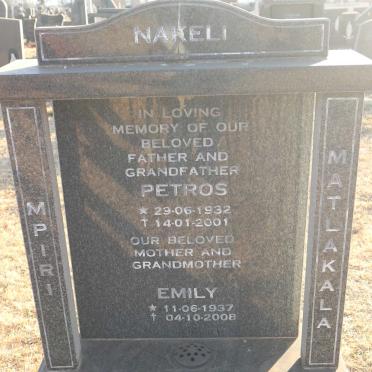 NAKELI
MPIRI
IN LOVING
MEMORY OF OUR
BELOVED
FATHER AND
GRANDFATHER
PETROS
* 29-06-1932
† 14-01-2001
OUR BELOVED
MOTHER AND
GRANDMOTHER
EMILY
* 11-06-1937
† 04-10-2008
MATLAKALA